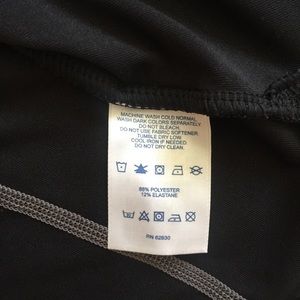 MACHINE WASH COLD NORMAL.
WASH DARK COLORS SEPARATELY.
DO NOT BLEACH.
DO NOT USE FABRIC SOFTENER.
TUMBLE DRY LOW.
COOL IRON IF NEEDED.
DO NOT DRY CLEAN.
88% POLYESTER
12% ELASTANE
RN 62830